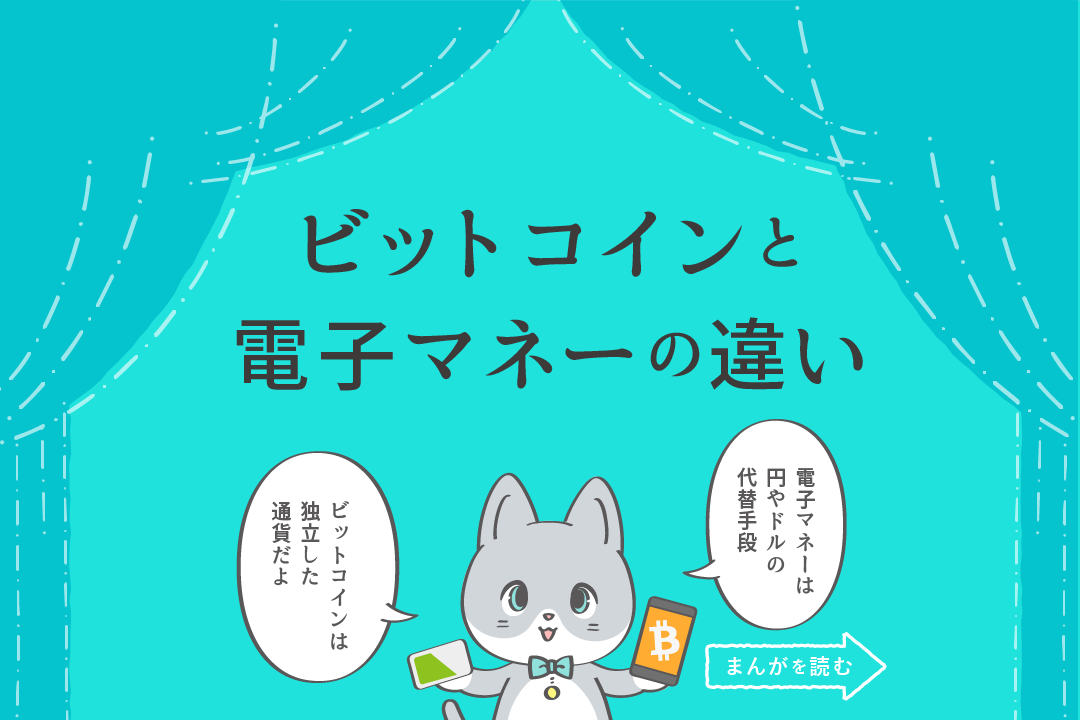 ビットコインと
電子マネーの違い
電子マネーは
円やドルの
代替手段
ビットコインは
独立した
通貨だよ
まんがを読む